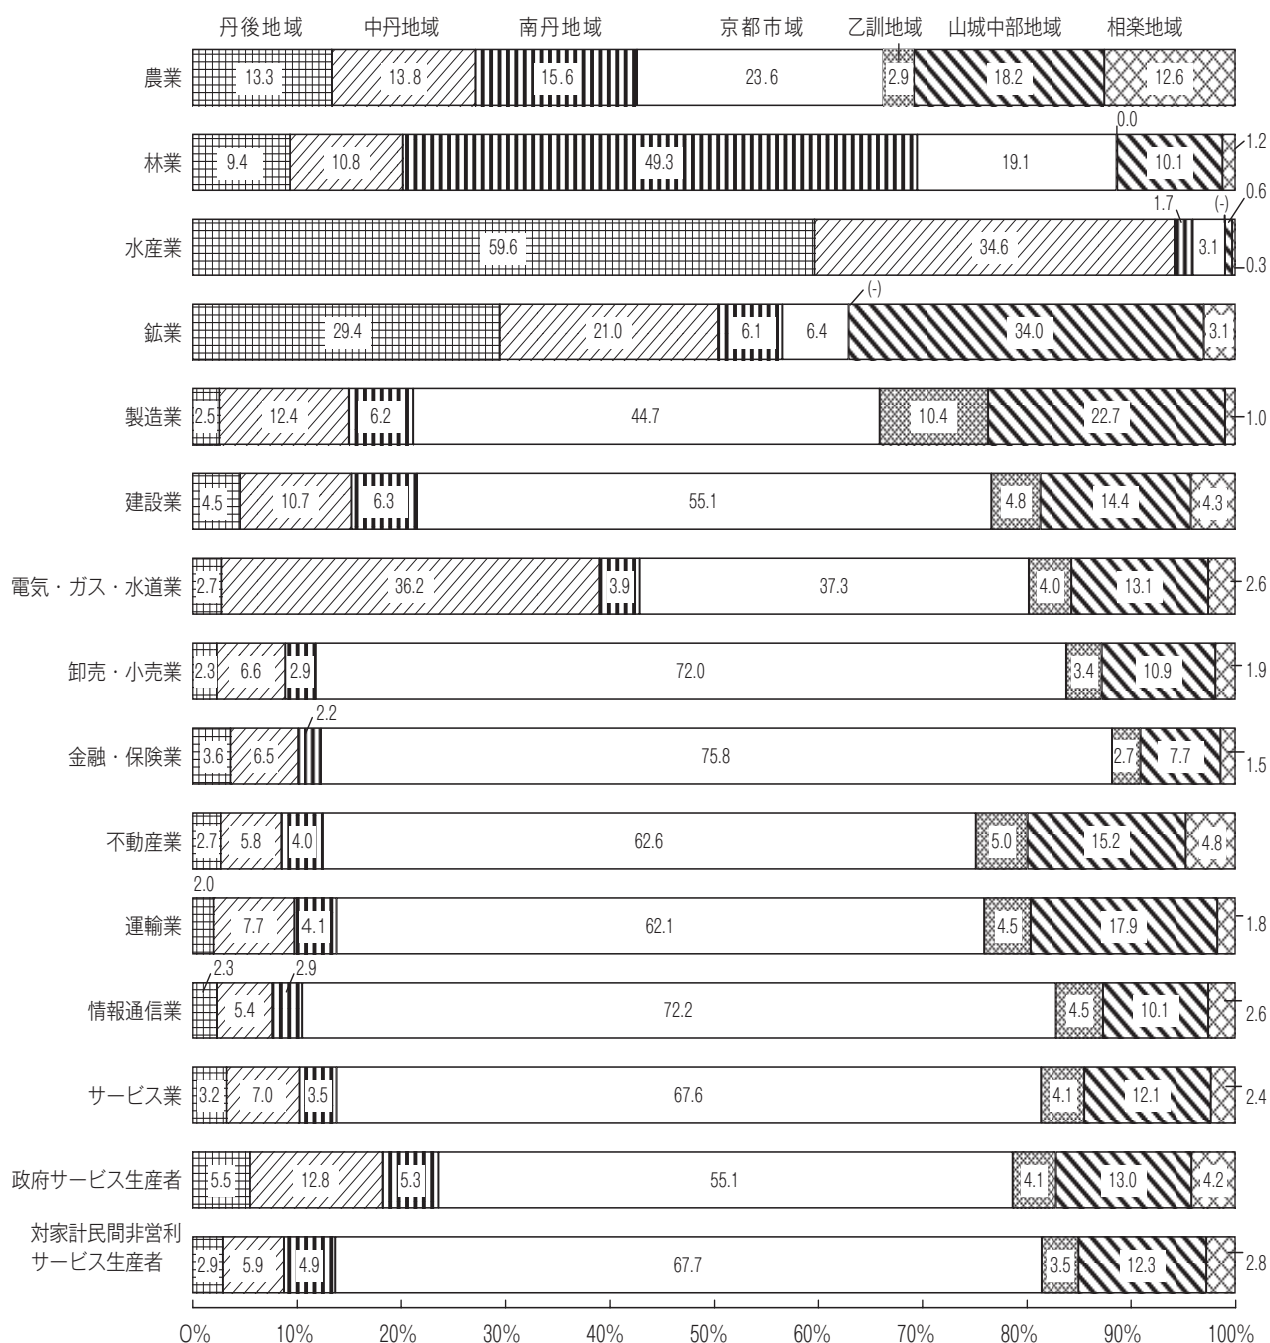 丹後地域 中丹地域 南丹地域 京都市域 乙訓地域 山城中部地域 相楽地域
農業 13.3 13.8 15.6 23.6 2.9 18.2 12.6
0.0
林業 9.4 10.8 49.3 19.1 10.1 1.2
1.7 (-) 0.6
水産業 59.6 34.6 3.1 0.3
(-)
鉱業 29.4 21.0 6.1 6.4 34.0 3.1
製造業 2.5 12.4 6.2 44.7 10.4 22.7 1.0
建設業 4.5 10.7 6.3 55.1 4.8 14.4 4.3
電気・ガス・水道業 2.7 36.2 3.9 37.3 4.0 13.1 2.6
卸売・小売業 2.3 6.6 2.9 72.0 3.4 10.9 1.9
2.2
金融・保険業 3.6 6.5 75.8 2.7 7.7 1.5
不動産業 2.7 5.8 4.0 62.6 5.0 15.2 4.8
2.0
運輸業 7.7 4.1 62.1 4.5 17.9 1.8
2.3 2.9
情報通信業 5.4 72.2 4.5 10.1 2.6
サービス業 3.2 7.0 3.5 67.6 4.1 12.1 2.4
政府サービス生産者 5.5 12.8 5.3 55.1 4.1 13.0 4.2
対家計民間非営利
サービス生産者 2.9 5.9 4.9 67.7 3.5 12.3 2.8
0% 10% 20% 30% 40% 50% 60% 70% 80% 90% 100%